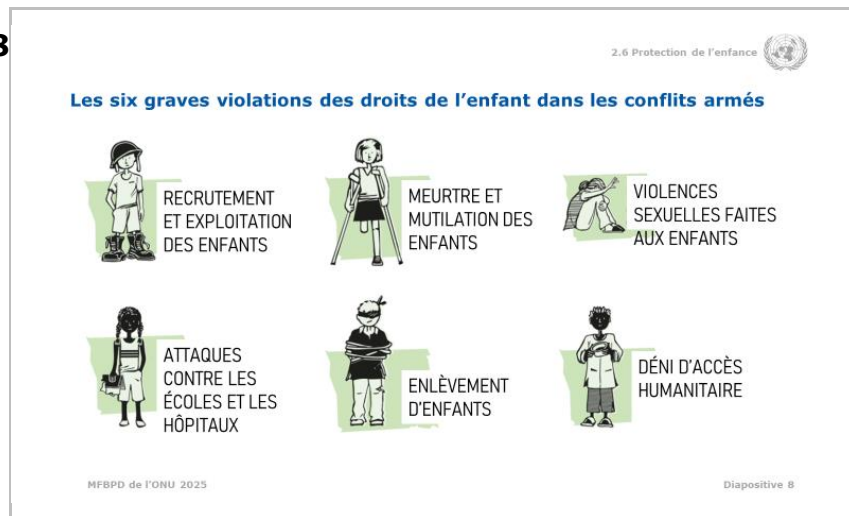 2.6 Protection de l’enfance
Les six graves violations des droits de l’enfant dans les conflits armés
RECRUTEMENT
ET EXPLOITATION
DES ENFANTS
MEURTRE ET
MUTILATION DES
ENFANTS
VIOLENCES
SEXUELLES FAITES
AUX ENFANTS
ATTAQUES
CONTRE LES
ÉCOLES ET LES
HÔPITAUX
ENLÈVEMENT
D’ENFANTS
DÉNI D’ACCÈS
HUMANITAIRE
MFBPD de l’ONU 2025
Diapositive 8